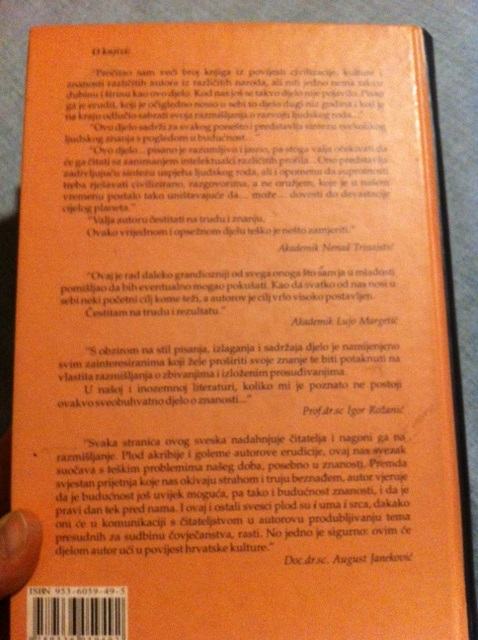 O knjizi:
"Pročitao sam veći broj knjiga iz povijesti civilizacije, kulture i
znanosti različitih autora iz različitih naroda, ali niti jedno nema takvu
dubinu i širinu kao ovo djelo. Kod nas još se takvo djelo nije pojavilo. Pisac
ga je erudit, koji je očigledno nosio u sebi to djelo dugi niz godina i koji je
na kraju odlučio sabrati svoja razmišljanja o razvoju ljudskog roda..."
"Ovo djelo sadrži za svakog ponešto i predstavlja sintezu svekolikog
ljudskog znanja s pogledom u budućnost..."
"Ovo djelo... pisano je razumljivo i jasno, pa stoga valja očekivati da
će ga čitati sa zanimanjem intelektualci različitih profila... Ono predstavlja
zadivljujuću sintezu uspjeha ljudskog roda, ali i opomenu da suprotnosti
treba rješavati civilizirano, razgovorima, a ne oružjem, koje je u našem
vremenu postalo tako uništavajuće da... može... dovesti do devastacije
cijelog planeta."
"Valja autoru čestitati na trudu i znanju.
Ovako vrijednom i opsežnom djelu teško je nešto zamjeriti."
Akademik Nenad Trinajstić
"Ovaj je rad daleko grandiozniji od svega onoga što sam ja u mladosti
pomišljao da bih eventualno mogao pokušati. Kao da svatko od nas nosi u
sebi neki početni cilj kome teži, a autorov je cilj vrlo visoko postavljen.
Čestitam na trudu i rezultatu."
Akademik Lujo Margetić
"S obzirom na stil pisanja, izlaganja i sadržaja djelo je namijenjeno
svim zainteresiranima koji žele proširiti svoje znanje te biti potaknuti na
vlastita razmišljanja o zbivanjima i izloženim prosuđivanjima.
U našoj i inozemnoj literaturi, koliko mi je poznato ne postoji
ovakvo sveobuhvatno djelo o znanosti..."
Prof.dr.sc Igor Rožanić
"Svaka stranica ovog sveska nadahnjuje čitatelja i nagoni ga na
razmišljanje. Plod akribije i goleme autorove erudicije, ovaj nas svezak
suočava s teškim problemima našeg doba, posebno u znanosti. Premda
svjestan prijetnja koje nas okivaju strahom i truju beznađem, autor vjeruje
da je budućnost još uvijek moguća, pa tako i budućnost znanosti, i da je
pravi dan tek pred nama. I ovaj i ostali svesci plod su i uma i srca, dakako
oni će u komunikaciji s čitateljstvom u autorovu produbljivanju tema
presudnih za sudbinu čovječanstva, rasti. No jedno je sigurno: ovim će
djelom autor ući u povijest hrvatske kulture."
Doc.dr.sc. August Janeković
ISBN 953-6059-49-5